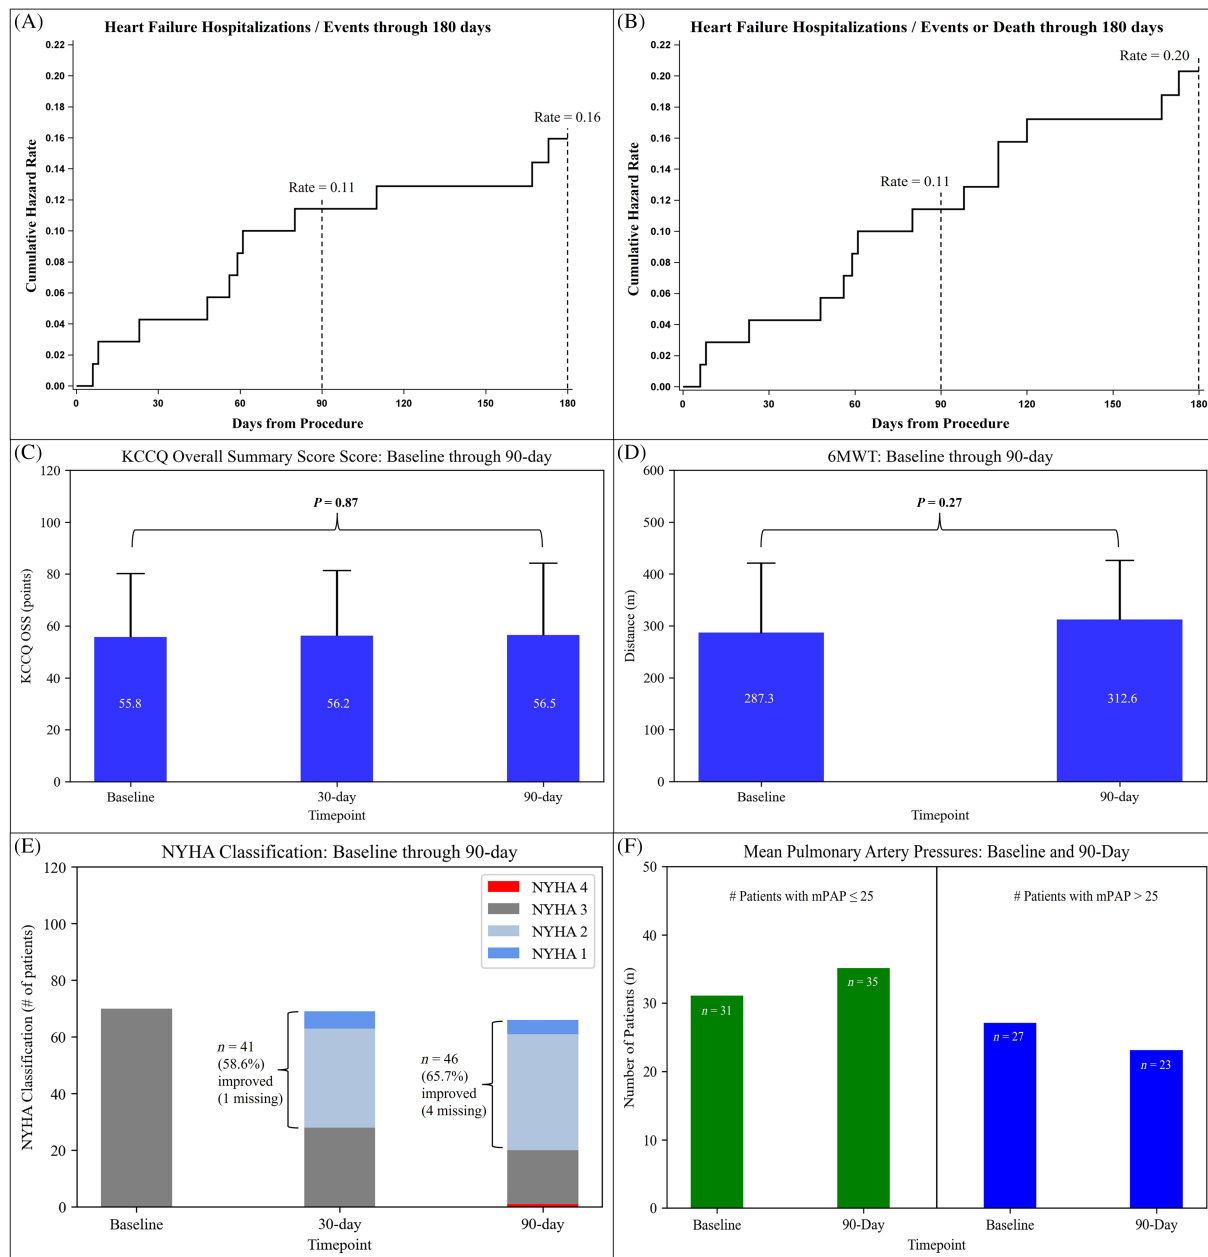 (A)
Heart Failure Hospitalizations / Events through 180 days
0.22
0.20
0.18
0.16
0.14
0.12
0.10
0.08
0.06
0.04
0.02
0.00
Cumulative Hazard Rate
Rate = 0.11
Rate = 0.16
0 30 60 90 120 150 180
Days from Procedure
(B)
Heart Failure Hospitalizations / Events or Death through 180 days
0.22
0.20
0.18
0.16
0.14
0.12
0.10
0.08
0.06
0.04
0.02
0.00
Cumulative Hazard Rate
Rate = 0.11
Rate = 0.20
0 30 60 90 120 150 180
Days from Procedure
(C)
KCCQ Overall Summary Score Score: Baseline through 90-day
120
100
80
60
40
20
0
KCCQ OSS (points)
P = 0.87
55.8 56.2 56.5
Baseline 30-day 90-day
Timepoint
(D)
6MWT: Baseline through 90-day
600
500
400
300
200
100
0
Distance (m)
P = 0.27
287.3 312.6
Baseline 90-day
Timepoint
(E)
NYHA Classification: Baseline through 90-day
120
100
80
60
40
20
0
NYHA Classification (# of patients)
NYHA 4
NYHA 3
NYHA 2
NYHA 1
n = 41
(58.6%)
improved
(1 missing)
n = 46
(65.7%)
improved
(4 missing)
Baseline 30-day 90-day
Timepoint
(F)
Mean Pulmonary Artery Pressures: Baseline and 90-Day
50
40
30
20
10
0
Number of Patients (n)
# Patients with mPAP ≤ 25
# Patients with mPAP > 25
n = 31
n = 35
n = 27
n = 23
Baseline 90-Day Baseline 90-Day
Timepoint